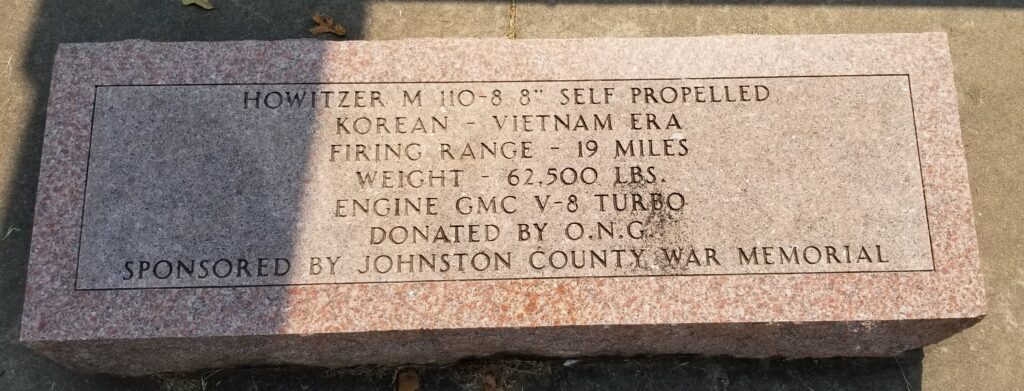 HOWITZER M 110-8 8" SELF PROPELLED
KOREAN - VIETNAM ERA
FIRING RANGE - 19 MILES
WEIGHT - 62,500 LBS.
ENGINE GMC V-8 TURBO
DONATED BY O.N.G.
SPONSORED BY JOHNSTON COUNTY WAR MEMORIAL